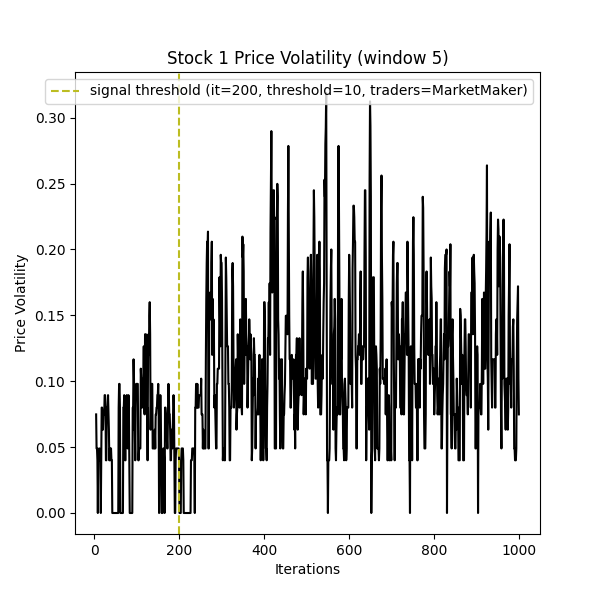 Stock 1 Price Volatility (window 5)
signal threshold (it=200, threshold=10, traders=MarketMaker)
0.30
0.25
0.20
0.15
0.10
0.05
0.00
Price Volatility
0 200 400 600 800 1000
Iterations